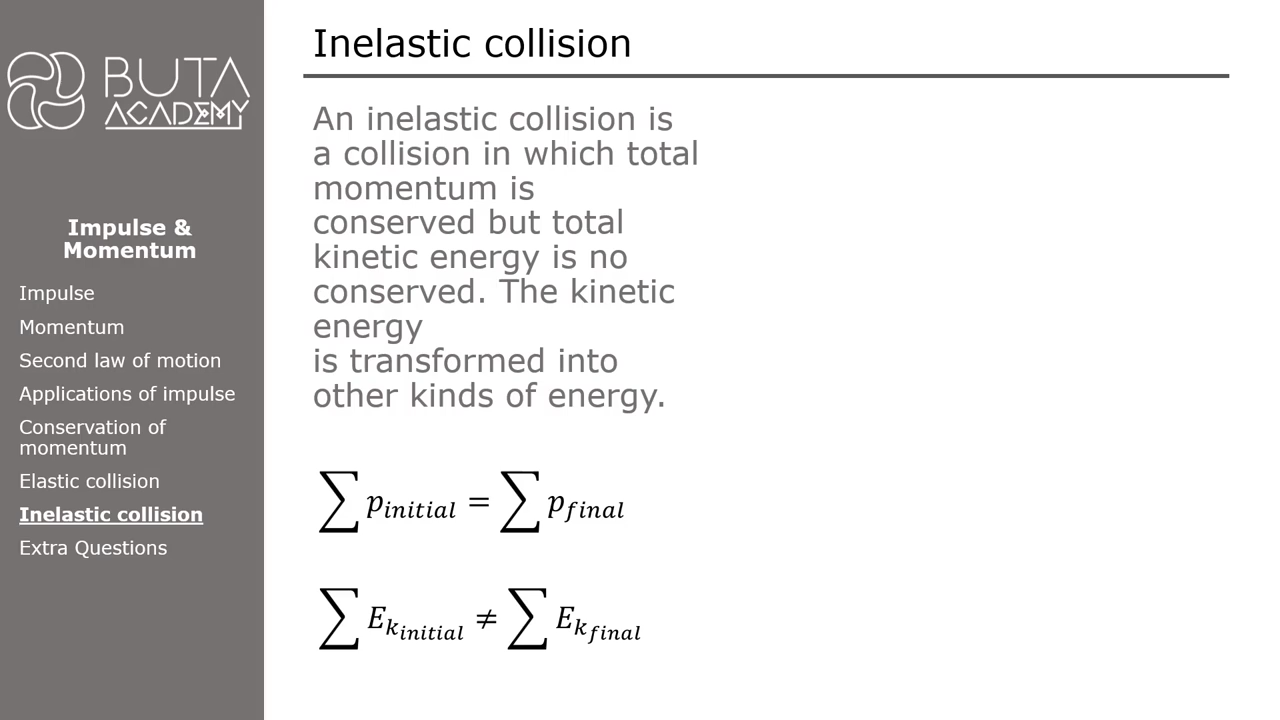 BUTA
ACADEMY
Impulse &
Momentum
Impulse
Momentum
Second law of motion
Applications of impulse
Conservation of
momentum
Elastic collision
Inelastic collision
Extra Questions
Inelastic collision
An inelastic collision is
a collision in which total
momentum is
conserved but total
kinetic energy is no
conserved. The kinetic
energy
is transformed into
other kinds of energy.
∑ p_initial = ∑ p_final
∑ E_k_initial ≠ ∑ E_k_final